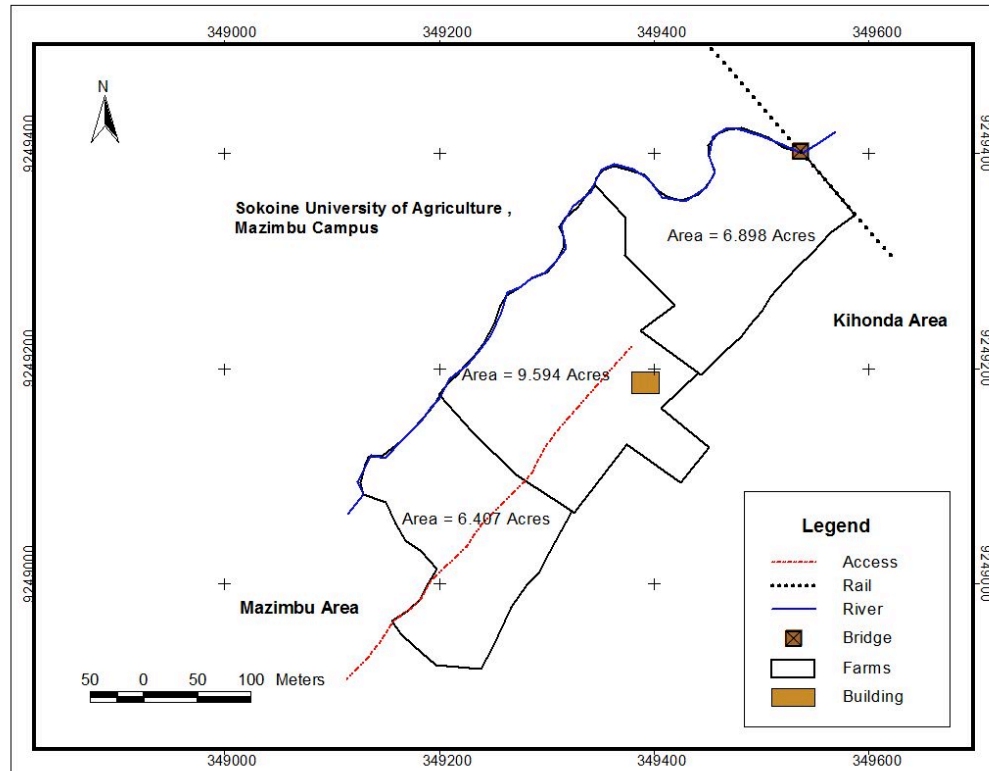 349000 349200 349400 349600
N
9249400 9249400
Sokoine University of Agriculture ,
Mazimbu Campus
Area = 6.898 Acres
Kihonda Area
9249200 9249200
Area = 9.594 Acres
Area = 6.407 Acres
Legend
Access
Rail
River
Bridge
Farms
Building
9249000 9249000
Mazimbu Area
50 0 50 100 Meters
349000 349200 349400 349600